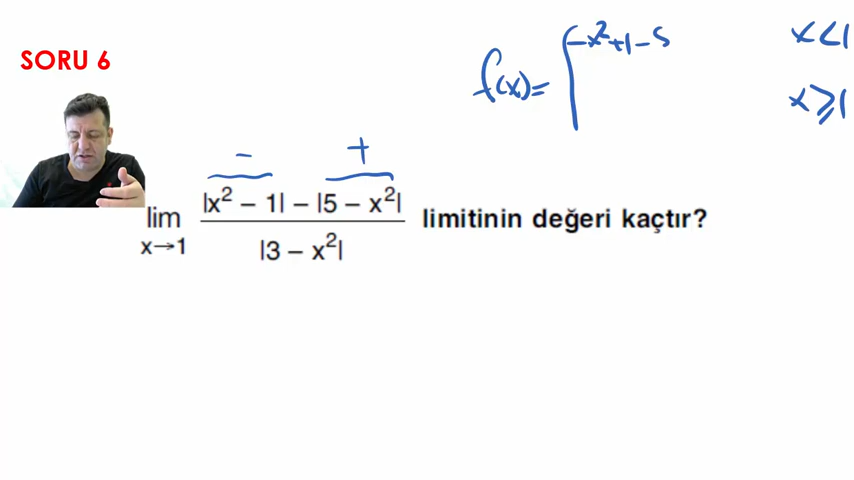 SORU 6
f(x)= { -x²+1-5 x<1
x≥1
- +
lim x→1 |x² - 1| - |5 - x²| / |3 - x²| limitinin değeri kaçtır?